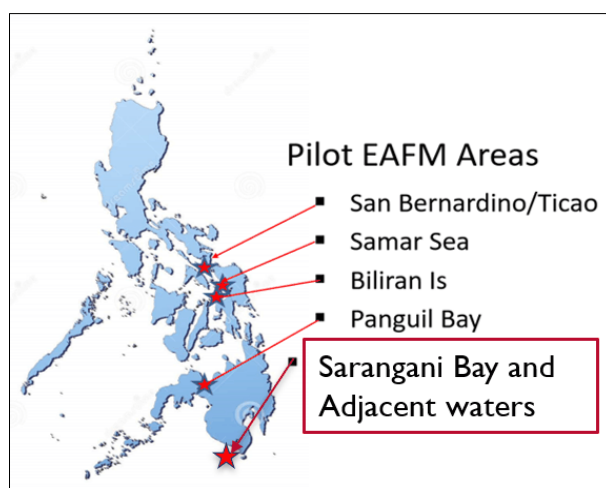 Pilot EAFM Areas
San Bernardino/Ticao
Samar Sea
Biliran Is
Panguil Bay
Sarangani Bay and
Adjacent waters